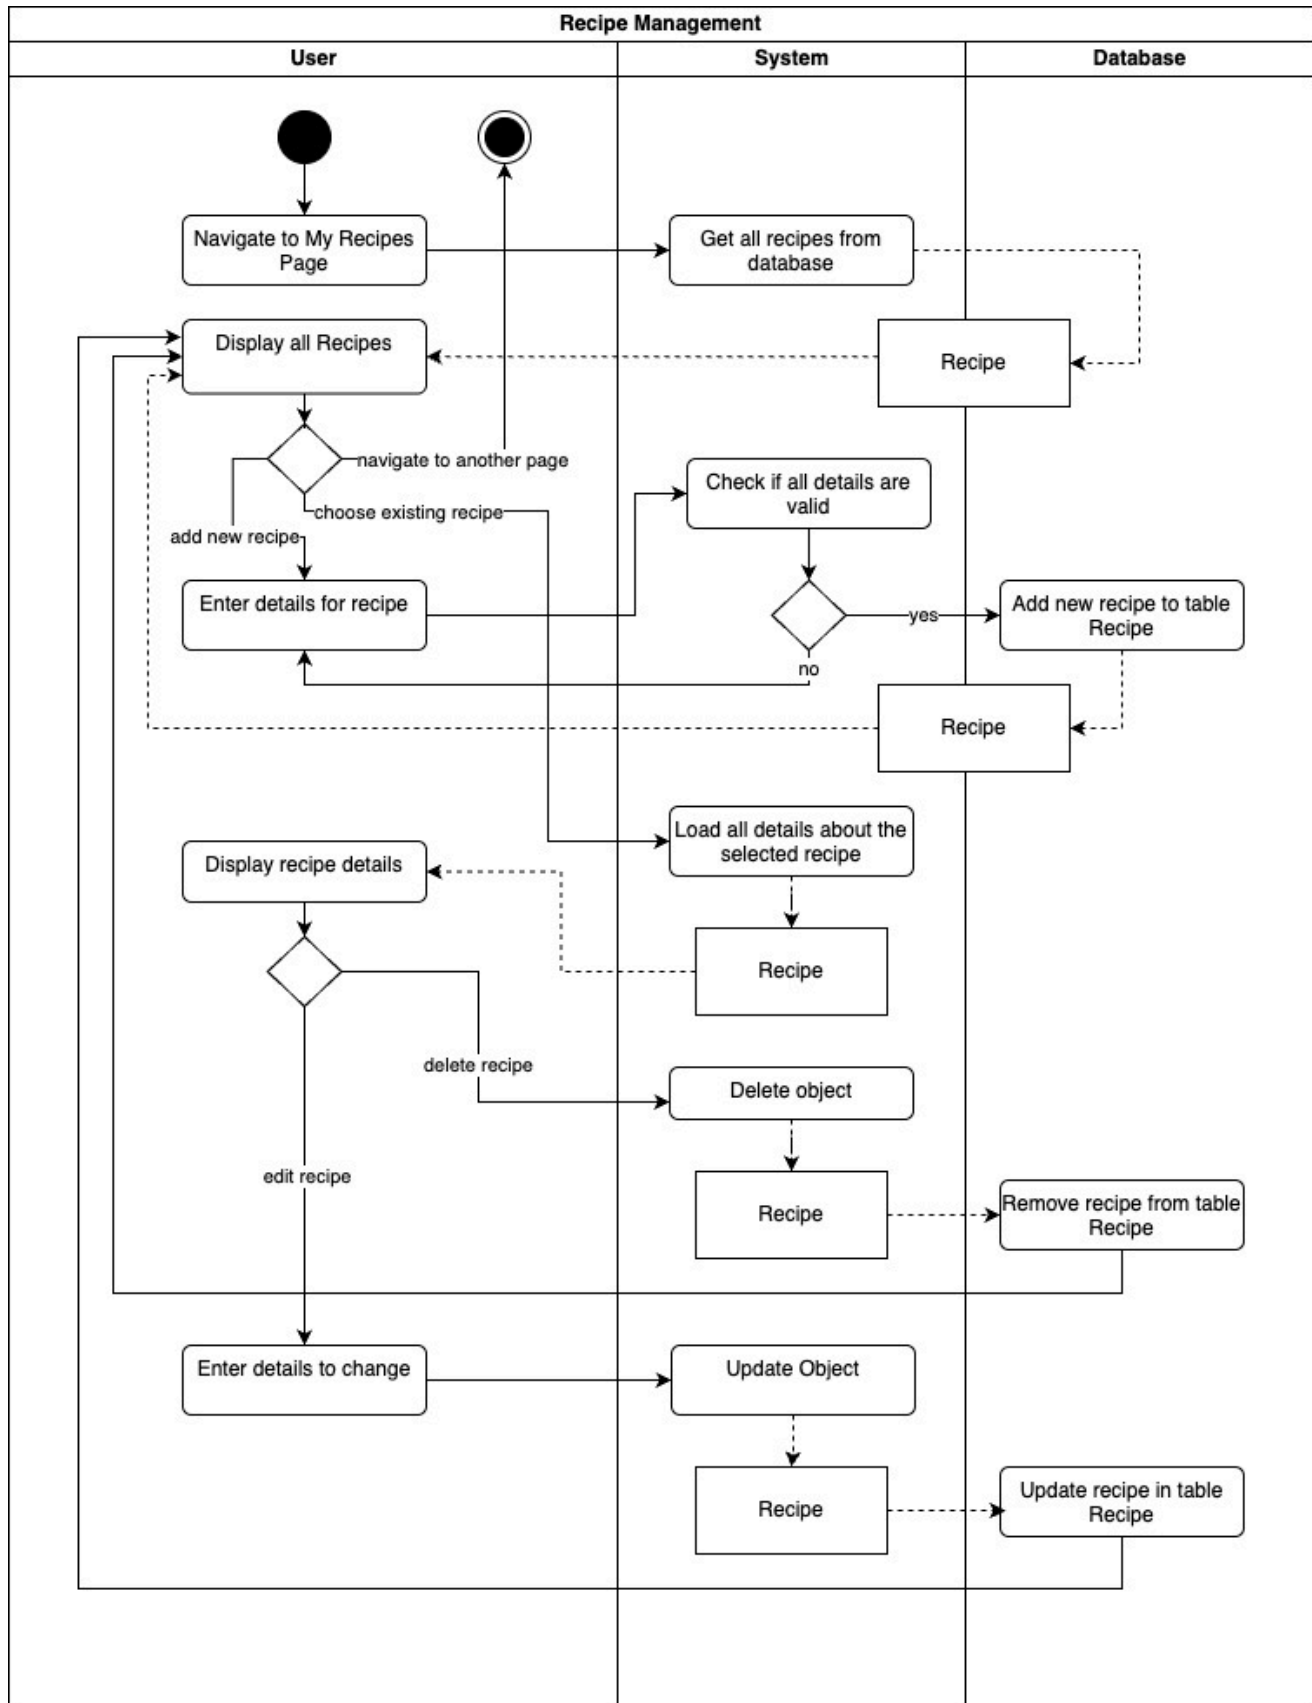 Recipe Management
User
System
Database
Navigate to My Recipes
Page
Get all recipes from
database
Display all Recipes
Recipe
navigate to another page
choose existing recipe
add new recipe
Check if all details are
valid
Enter details for recipe
yes
Add new recipe to table
Recipe
no
Recipe
Load all details about the
selected recipe
Display recipe details
Recipe
delete recipe
Delete object
edit recipe
Recipe
Remove recipe from table
Recipe
Enter details to change
Update Object
Recipe
Update recipe in table
Recipe